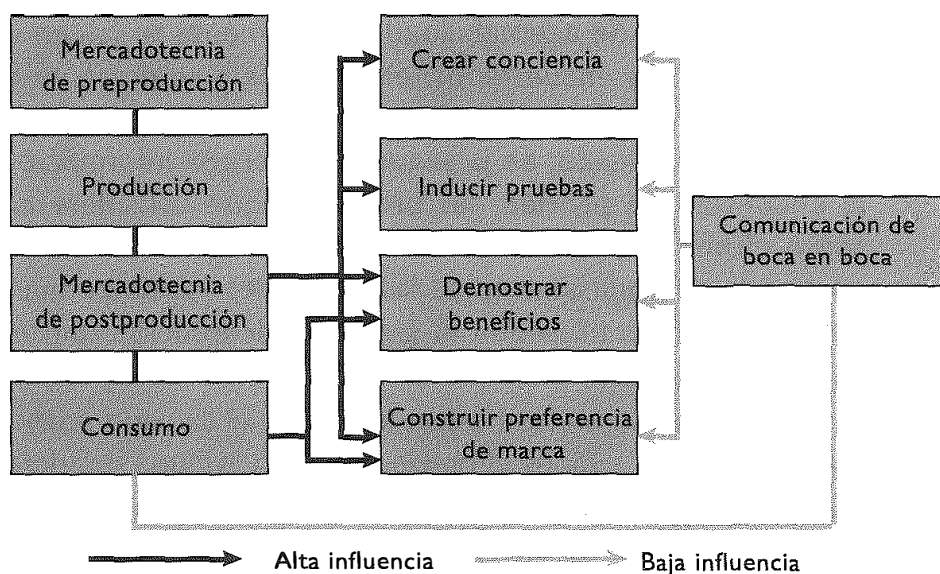 Mercadotecnia
de preproducción
Crear conciencia
Producción
Inducir pruebas
Comunicación de
boca en boca
Mercadotecnia
de postproducción
Demostrar
beneficios
Consumo
Construir preferencia
de marca
Alta influencia
Baja influencia